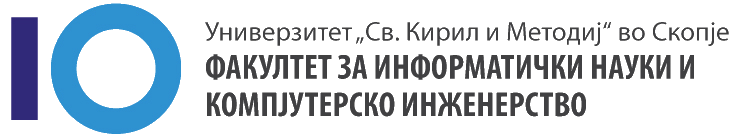 Универзитет „Св. Кирил и Методиј“ во Скопје
ФАКУЛТЕТ ЗА ИНФОРМАТИЧКИ НАУКИ И
КОМПЈУТЕРСКО ИНЖЕНЕРСТВО